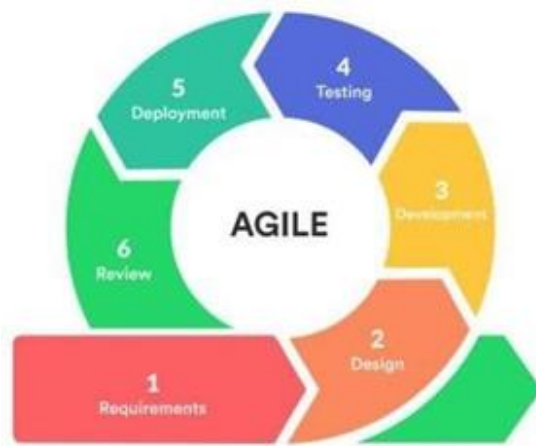 AGILE
1
Requirements
2
Design
3
Development
4
Testing
5
Deployment
6
Review